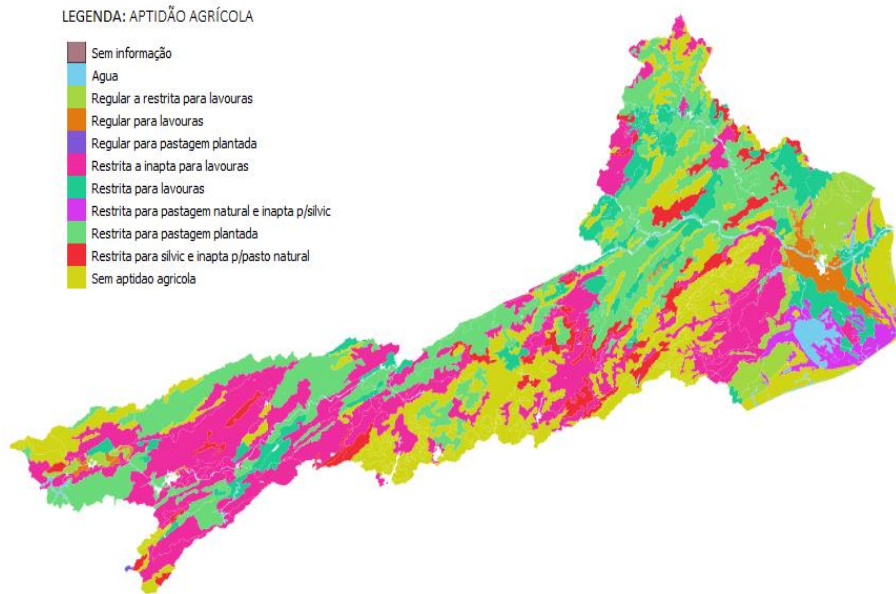 LEGENDA: APTIDÃO AGRÍCOLA
Sem informação
Agua
Regular a restrita para lavouras
Regular para lavouras
Regular para pastagem plantada
Restrita a inapta para lavouras
Restrita para lavouras
Restrita para pastagem natural e inapta p/silvic
Restrita para pastagem plantada
Restrita para silvic e inapta p/pasto natural
Sem aptidao agricola